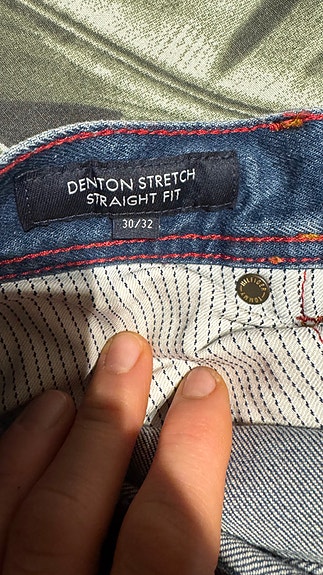 DENTON STRETCH
STRAIGHT FIT
30/32